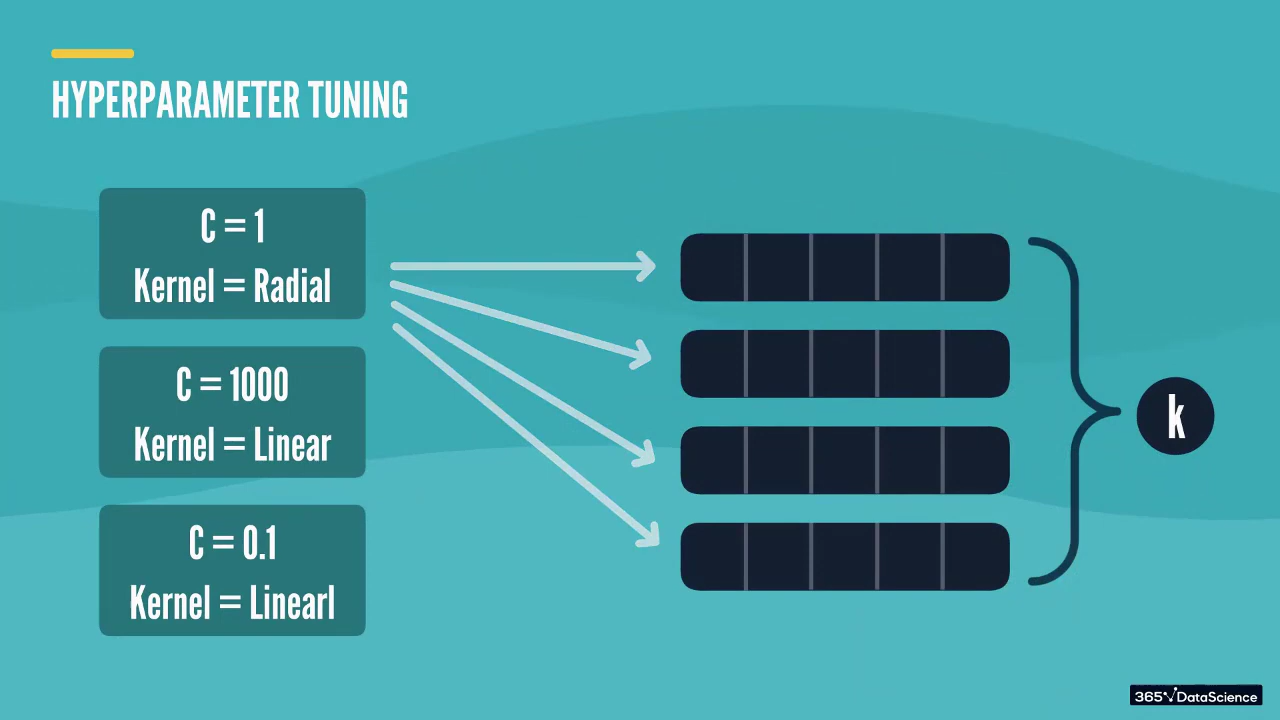 HYPERPARAMETER TUNING
C = 1
Kernel = Radial
C = 1000
Kernel = Linear
C = 0.1
Kernel = Linearl
k
365 DataScience